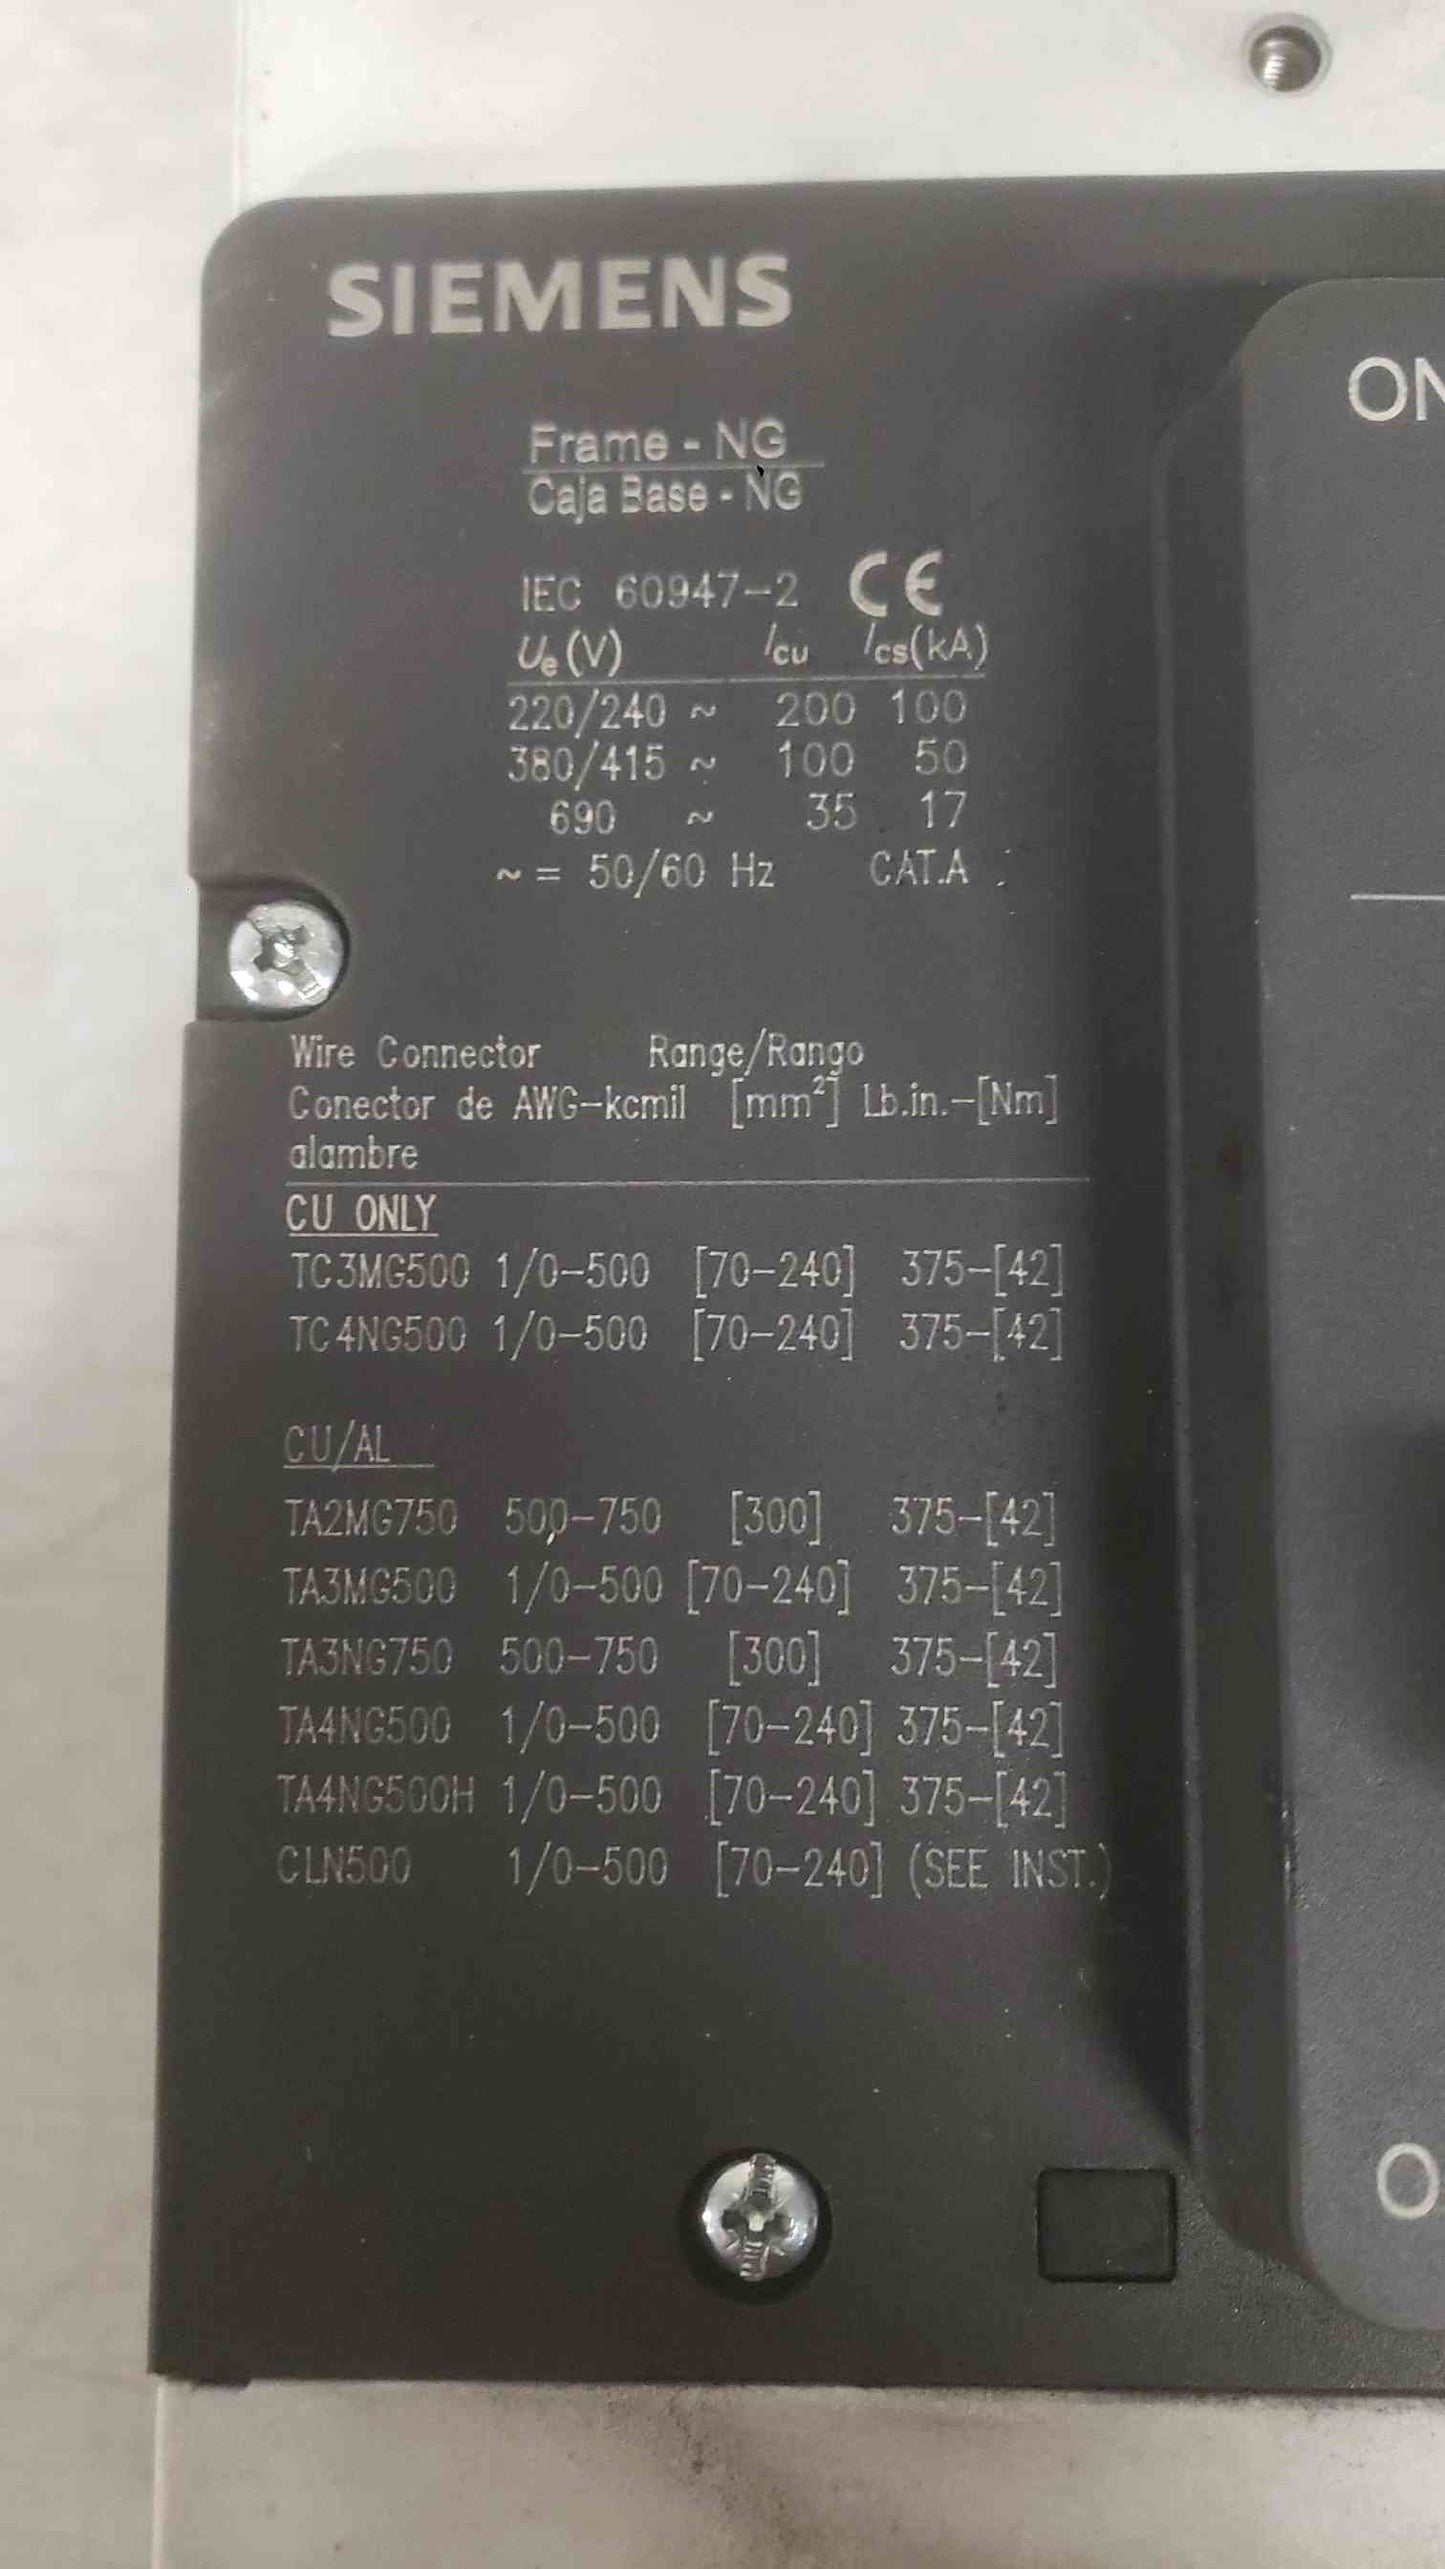 SIEMENS
Frame - NG
Caja Base - NG
IEC 60947-2 CE
Ue (V) Icu Ics(kA)
220/240 ~ 200 100
380/415 ~ 100 50
690 ~ 35 17
~ = 50/60 Hz CAT.A
Wire Connector Range/Rango
Conector de AWG-kcmil [mm²] Lb.in.-[Nm]
alambre
CU ONLY
TC3MG500 1/0-500 [70-240] 375-[42]
TC4NG500 1/0-500 [70-240] 375-[42]
CU/AL
TA2MG750 500-750 [300] 375-[42]
TA3MG500 1/0-500 [70-240] 375-[42]
TA3NG750 500-750 [300] 375-[42]
TA4NG500 1/0-500 [70-240] 375-[42]
TA4NG500H 1/0-500 [70-240] 375-[42]
CLN500 1/0-500 [70-240] (SEE INST.)
ON